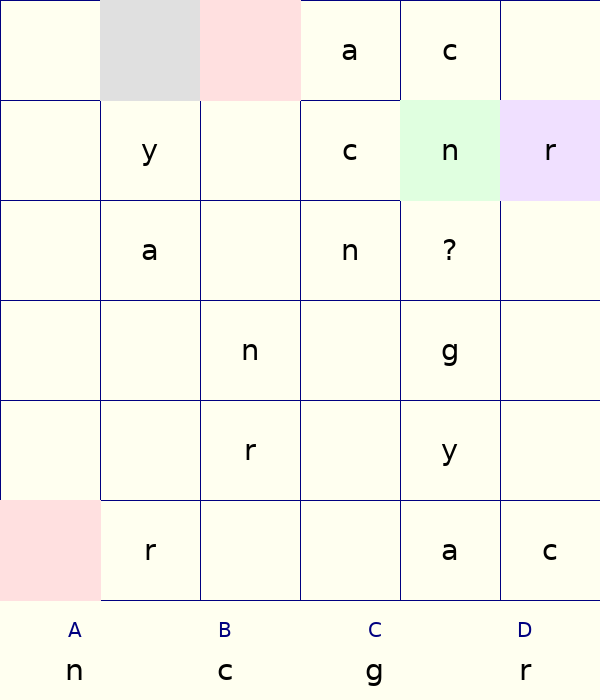 a c
y c n r
a n ?
n g
r y
r a c
A B C D
n c g r